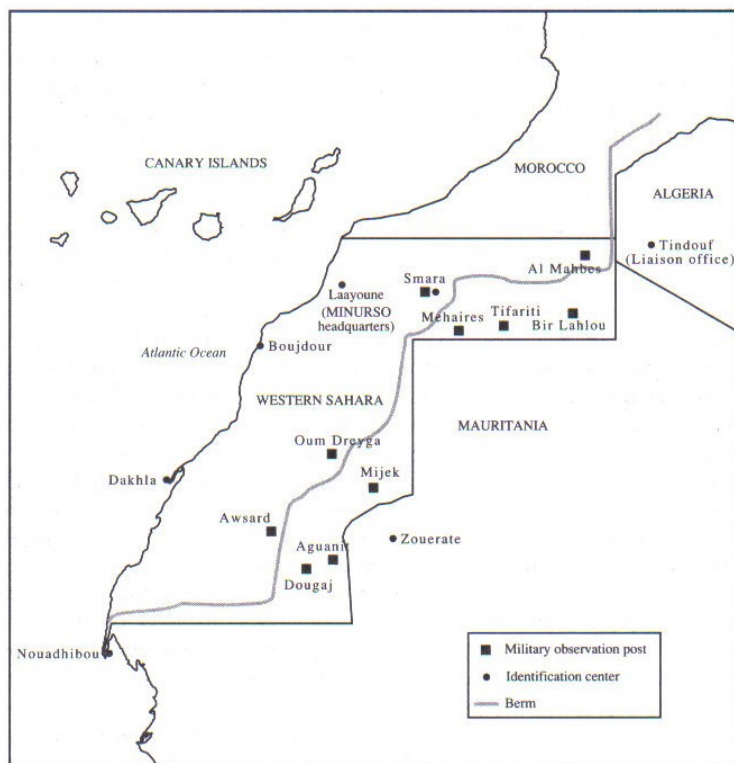 CANARY ISLANDS
MOROCCO
ALGERIA
Tindouf
(Liaison office)
Al Mahbes
Smara
Laayoune
(MINURSO
headquarters)
Mehaires
Tifariti
Bir Lahlou
Atlantic Ocean
Boujdour
WESTERN SAHARA
MAURITANIA
Oum Dreyga
Dakhla
Mijek
Awsard
Zouerate
Aguanit
Dougaj
Nouadhibou
Military observation post
Identification center
Berm